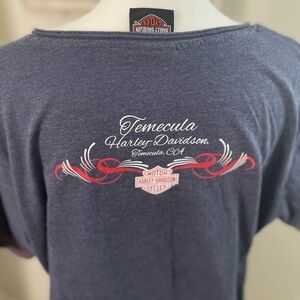 Temecula
Harley-Davidson
Temecula, CA
MOTOR
HARLEY-DAVIDSON
CYCLES